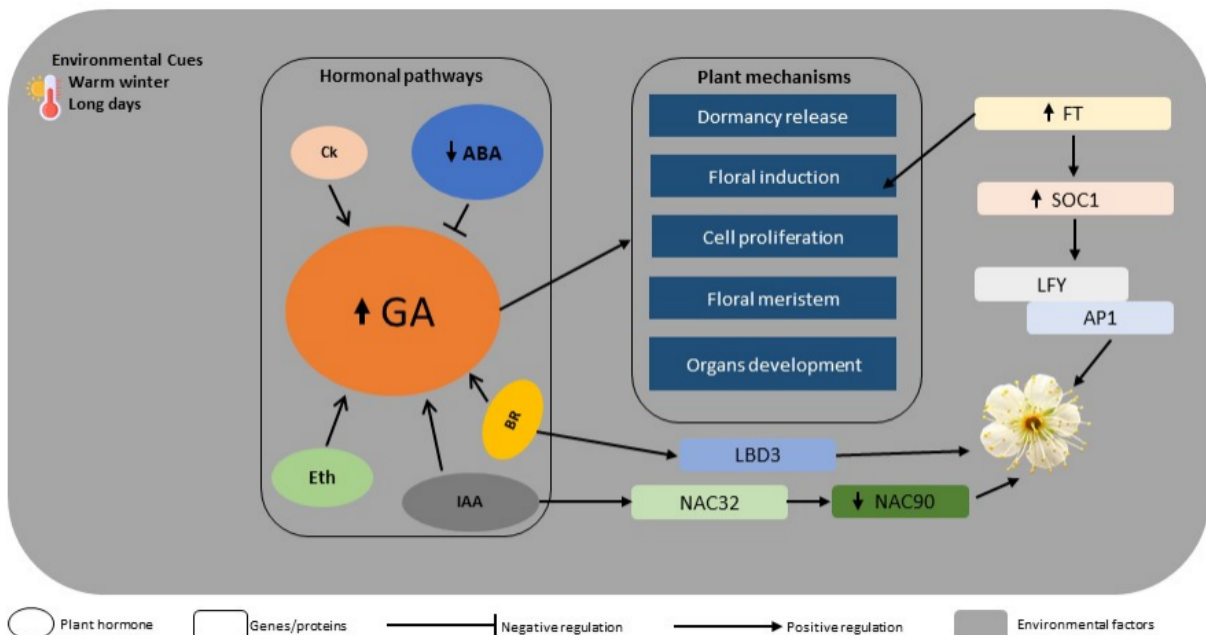 Environmental Cues
Warm winter
Long days
Hormonal pathways
Ck
ABA
GA
BR
Eth
IAA
Plant mechanisms
Dormancy release
Floral induction
Cell proliferation
Floral meristem
Organs development
FT
SOC1
LFY
AP1
LBD3
NAC32
NAC90
Plant hormone
Genes/proteins
Negative regulation
Positive regulation
Environmental factors